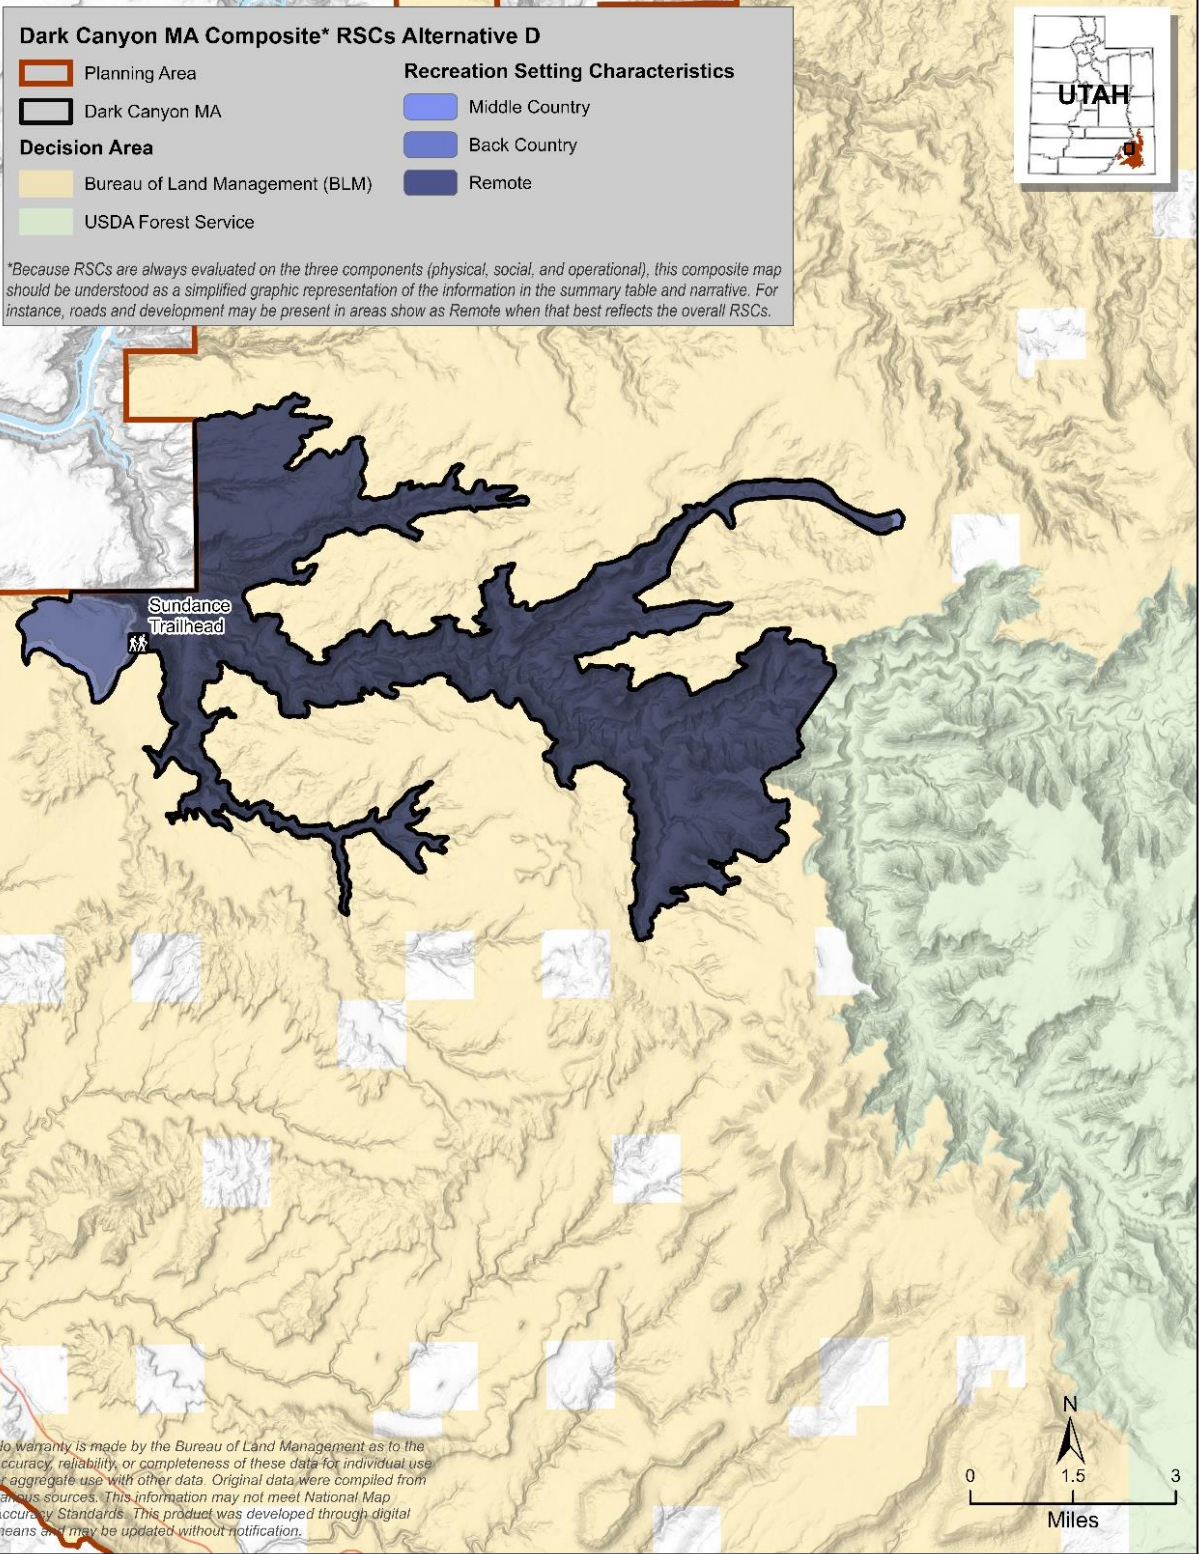 Dark Canyon MA Composite* RSCs Alternative D
Planning Area
Dark Canyon MA
Decision Area
Bureau of Land Management (BLM)
USDA Forest Service
Recreation Setting Characteristics
Middle Country
Back Country
Remote
*Because RSCs are always evaluated on the three components (physical, social, and operational), this composite map
should be understood as a simplified graphic representation of the information in the summary table and narrative. For
instance, roads and development may be present in areas show as Remote when that best reflects the overall RSCs.
UTAH
Sundance
Trailhead
No warranty is made by the Bureau of Land Management as to the
accuracy, reliability, or completeness of these data for individual use
or aggregate use with other data. Original data were compiled from
various sources. This information may not meet National Map
Accuracy Standards. This product was developed through digital
means and may be updated without notification.
N
0 1.5 3
Miles